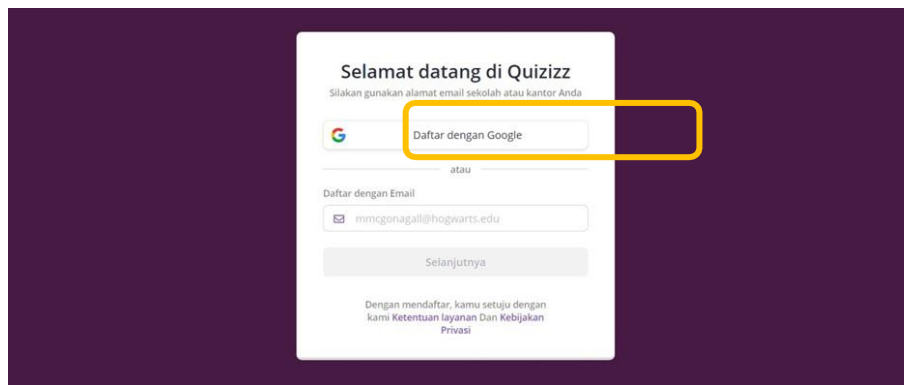 Selamat datang di Quizizz
Silakan gunakan alamat email sekolah atau kantor Anda
Daftar dengan Google
atau
Daftar dengan Email
mmcgonagall@hogwarts.edu
Selanjutnya
Dengan mendaftar, kamu setuju dengan
kami Ketentuan layanan Dan Kebijakan
Privasi